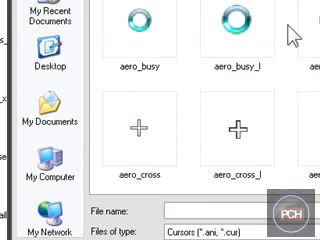 My Recent
Documents
Desktop
My Documents
My Computer
My Network
aero_busy
aero_busy_l
aero_cross
aero_cross_l
File name:
Files of type:
Cursors (*.ani, *.cur)
PCH